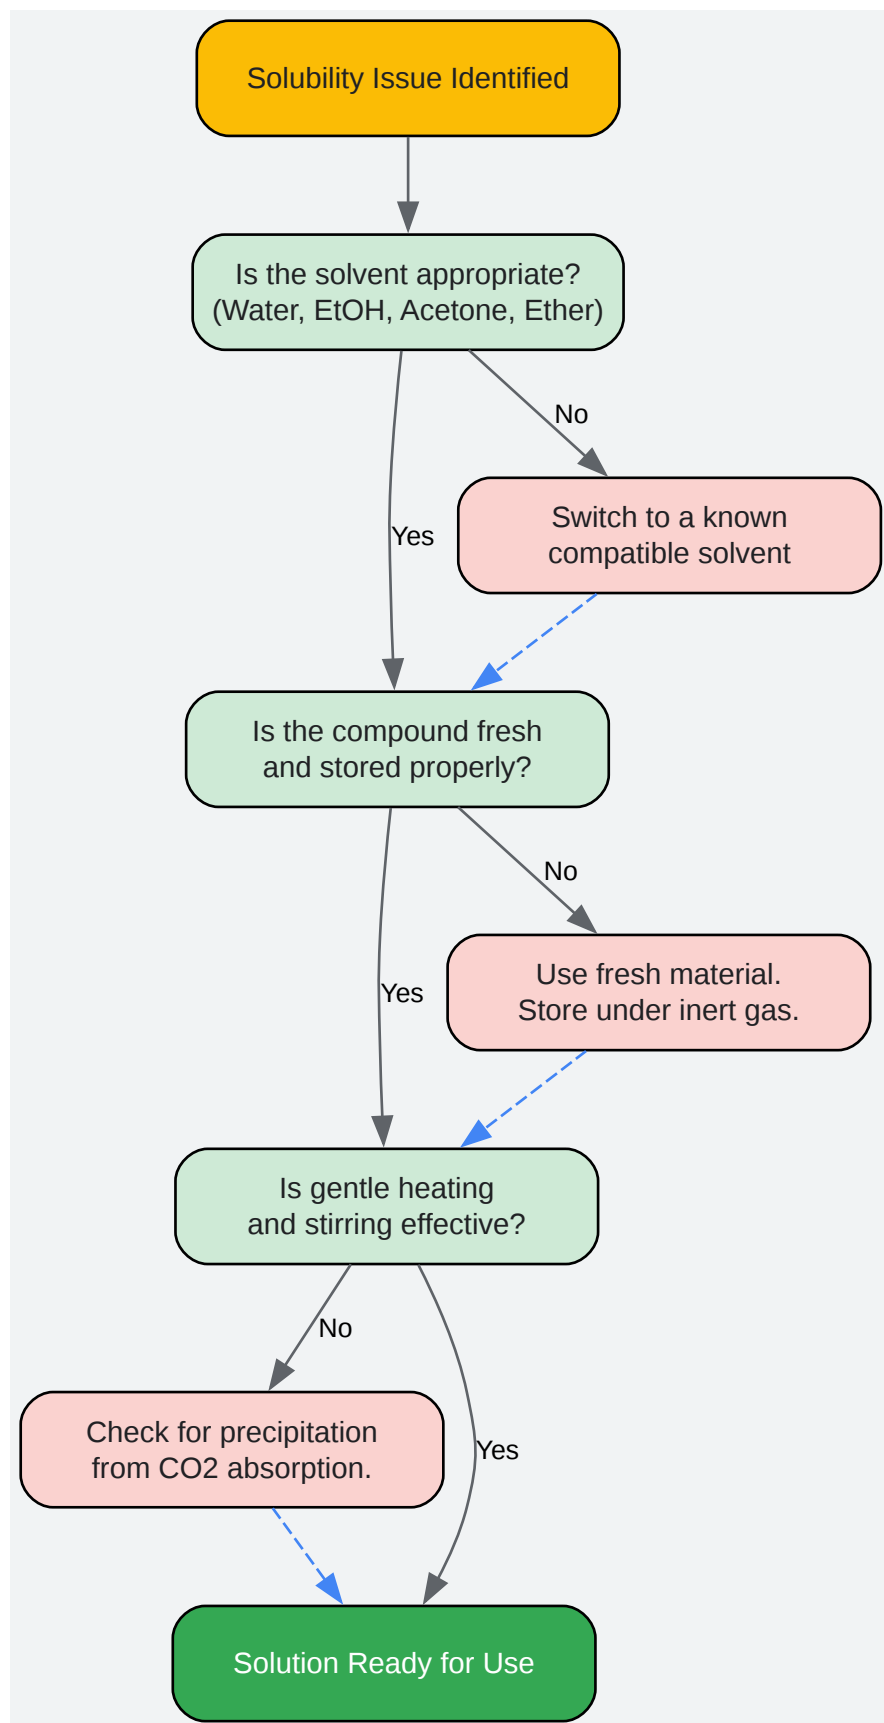 Solubility Issue Identified
Is the solvent appropriate?
(Water, EtOH, Acetone, Ether)
No
Switch to a known
compatible solvent
Yes
Is the compound fresh
and stored properly?
No
Use fresh material.
Store under inert gas.
Yes
Is gentle heating
and stirring effective?
No
Check for precipitation
from CO2 absorption.
Yes
Solution Ready for Use